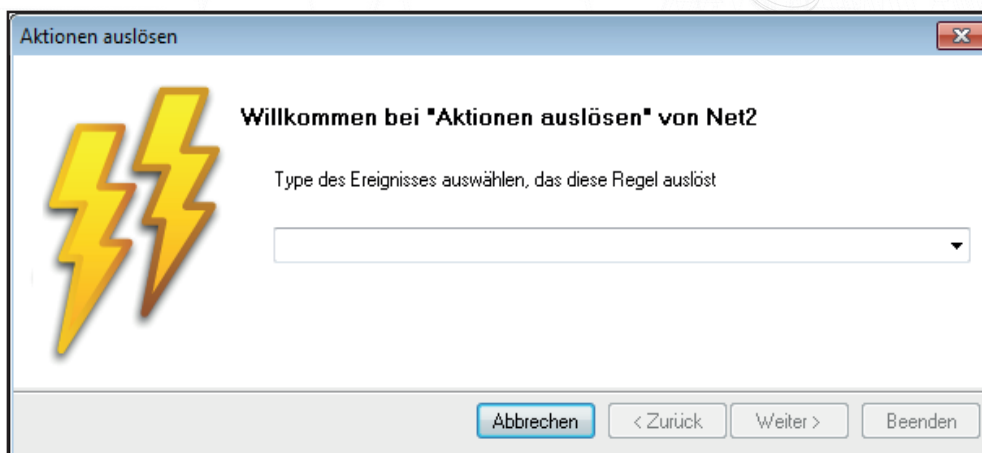 Aktionen auslösen
Willkommen bei "Aktionen auslösen" von Net2
Type des Ereignisses auswählen, das diese Regel auslöst
Abbrechen < Zurück Weiter > Beenden